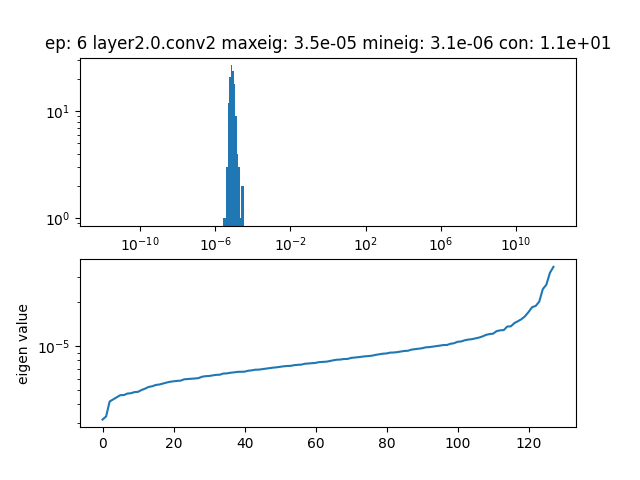 ep: 6 layer2.0.conv2 maxeig: 3.5e-05 mineig: 3.1e-06 con: 1.1e+01
10¹
10⁰
10⁻¹⁰ 10⁻⁶ 10⁻² 10² 10⁶ 10¹⁰
eigen value
10⁻⁵
0 20 40 60 80 100 120